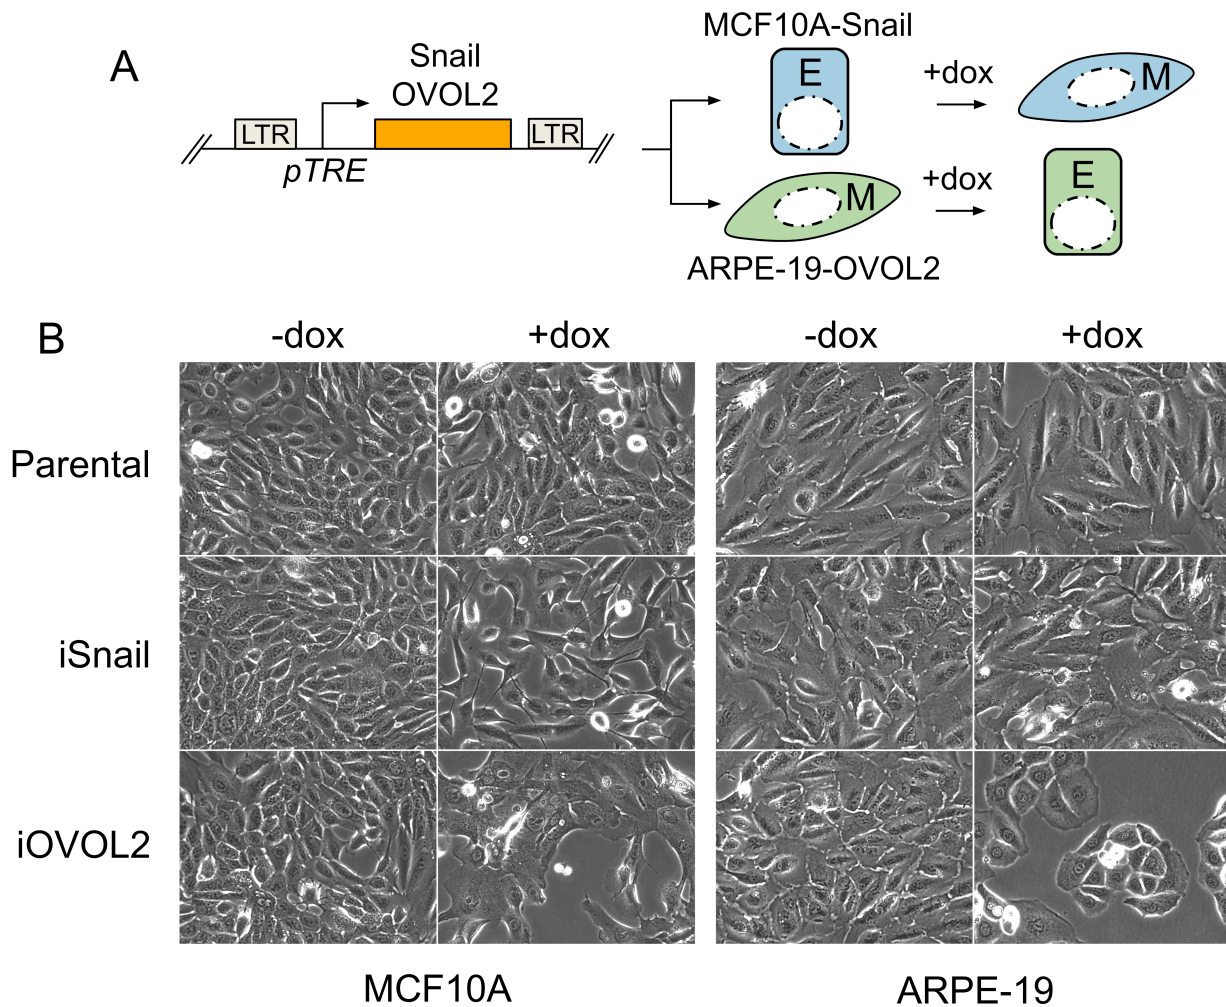 A
Snail
OVOL2
LTR
LTR
pTRE
MCF10A-Snail
E
+dox
M
M
+dox
E
ARPE-19-OVOL2
B
-dox
+dox
-dox
+dox
Parental
iSnail
iOVOL2
MCF10A
ARPE-19